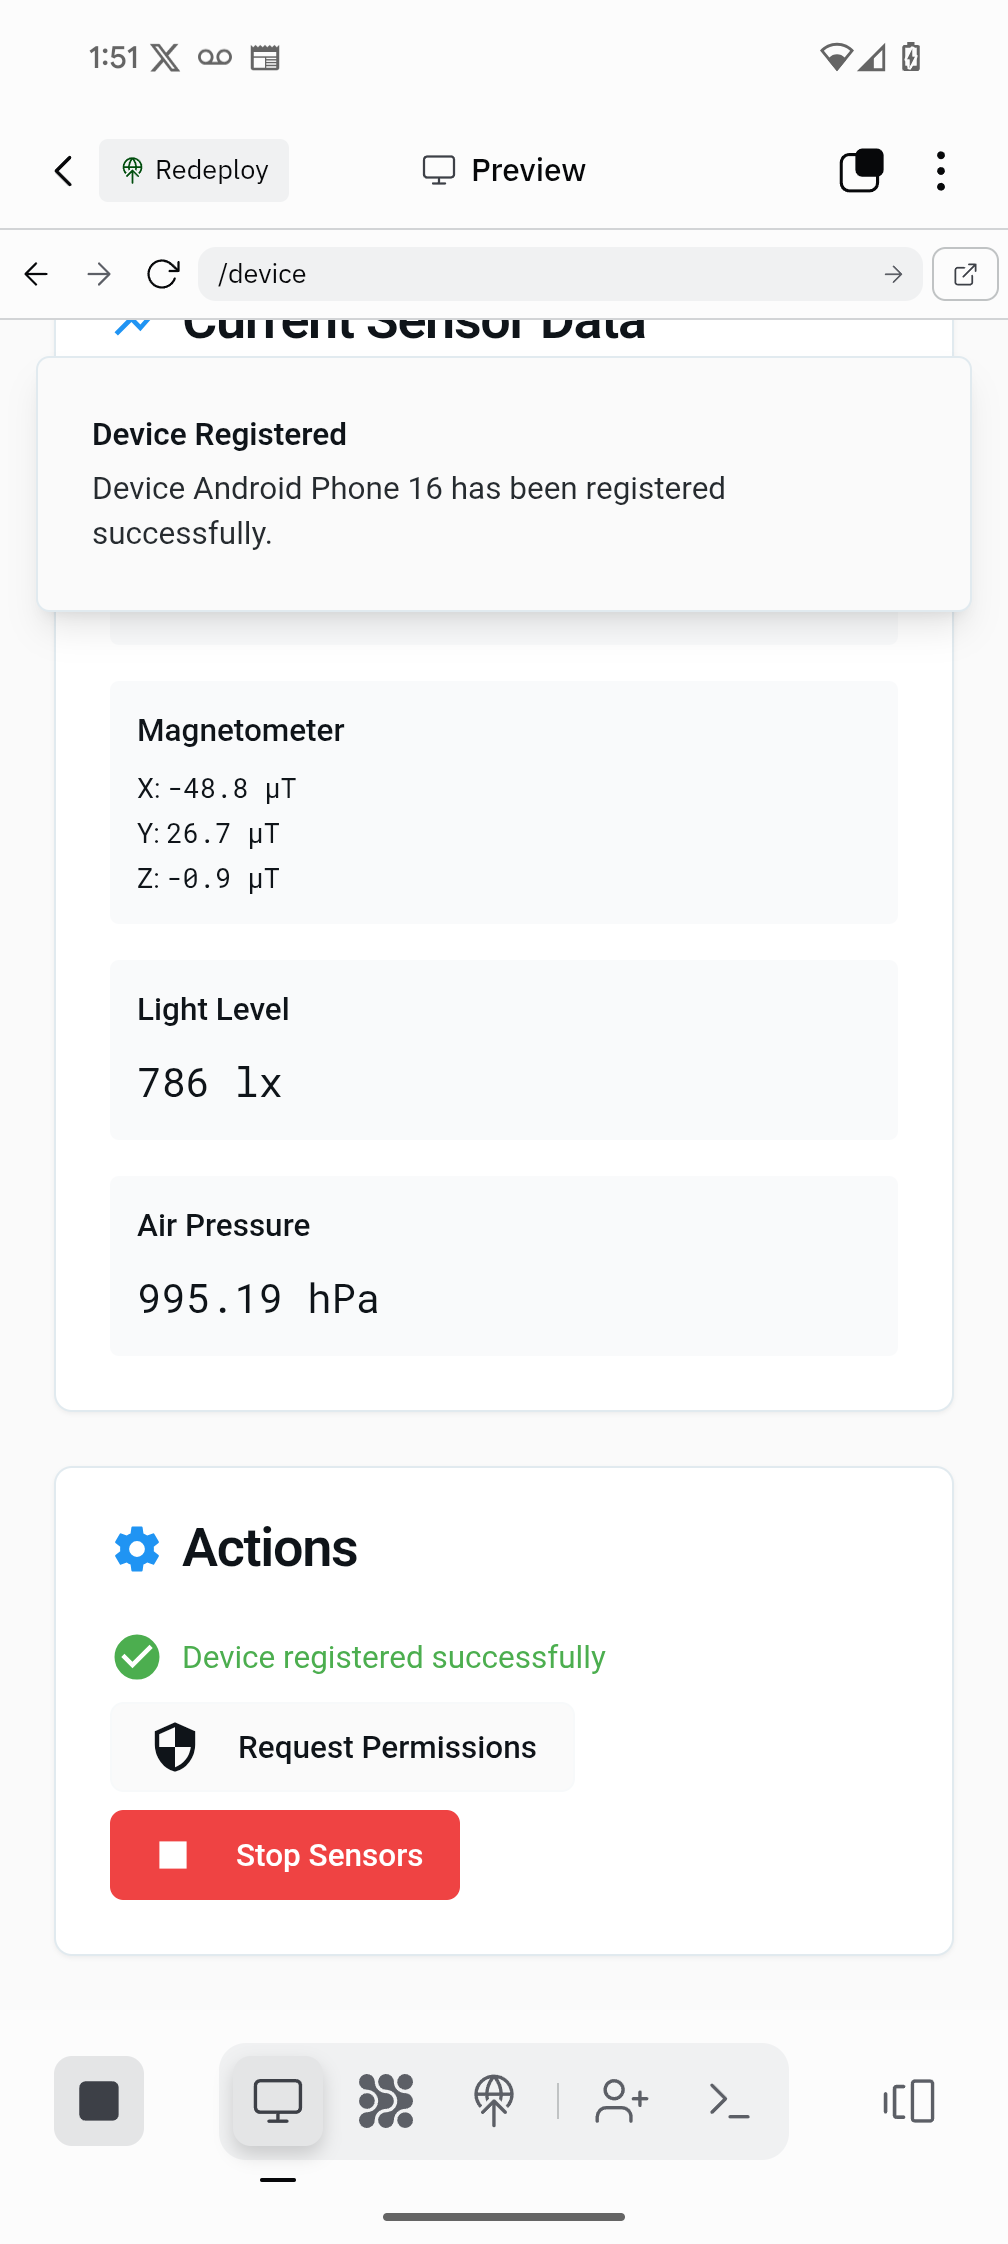 1:51
Redeploy
Preview
/device
Current Sensor Data
Device Registered
Device Android Phone 16 has been registered
successfully.
Magnetometer
X: -48.8 µT
Y: 26.7 µT
Z: -0.9 µT
Light Level
786 lx
Air Pressure
995.19 hPa
Actions
Device registered successfully
Request Permissions
Stop Sensors